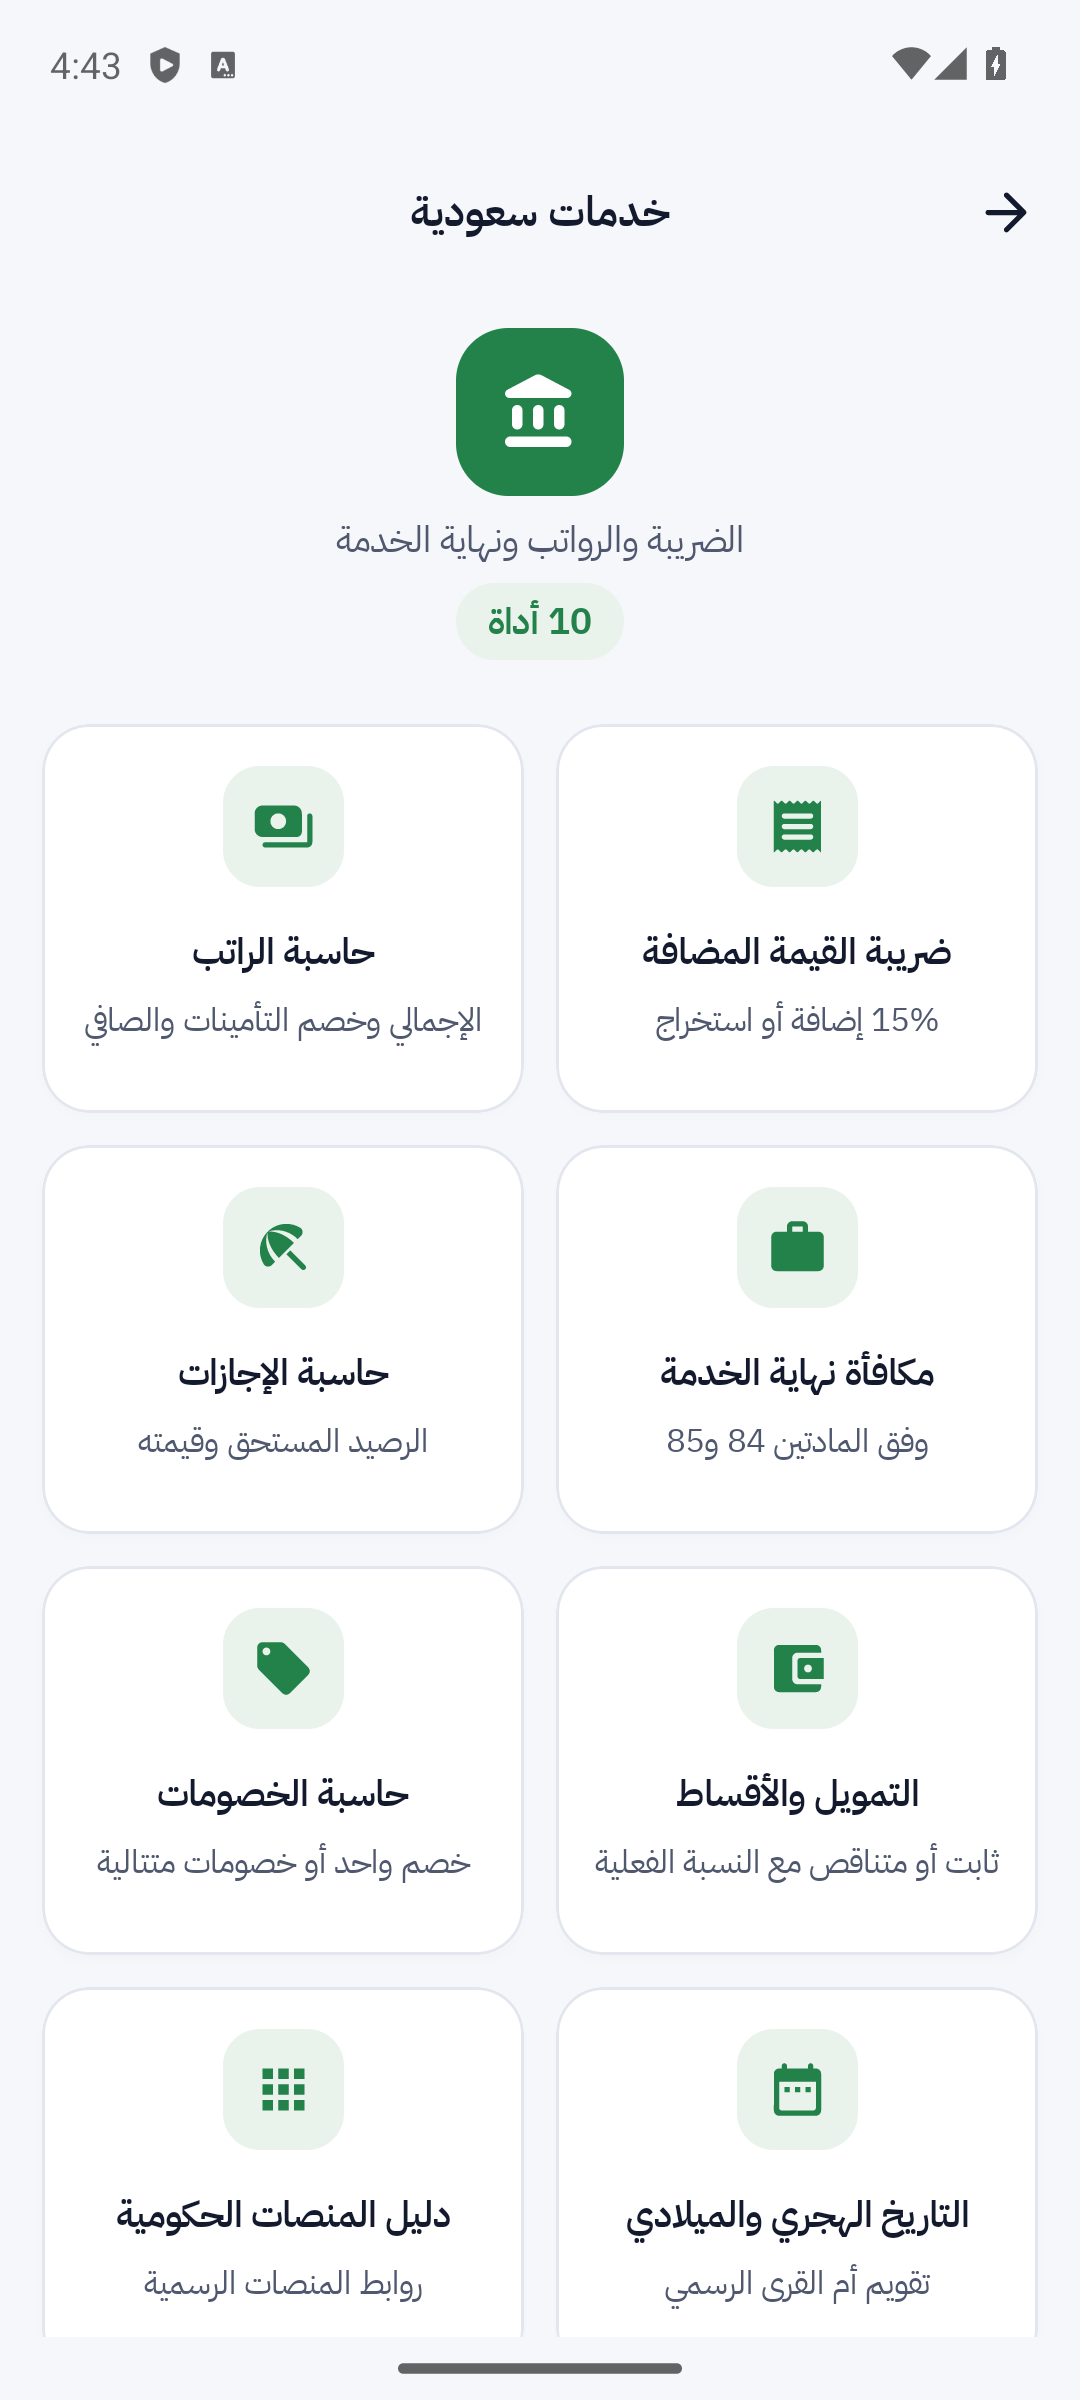 4:43
خدمات سعودية
الضريبة والرواتب ونهاية الخدمة
10 أداة
ضريبة القيمة المضافة
15% إضافة أو استخراج
حاسبة الراتب
الإجمالي وخصم التأمينات والصافي
مكافأة نهاية الخدمة
وفق المادتين 84 و85
حاسبة الإجازات
الرصيد المستحق وقيمته
التمويل والأقساط
ثابت أو متناقص مع النسبة الفعلية
حاسبة الخصومات
خصم واحد أو خصومات متتالية
التاريخ الهجري والميلادي
تقويم أم القرى الرسمي
دليل المنصات الحكومية
روابط المنصات الرسمية